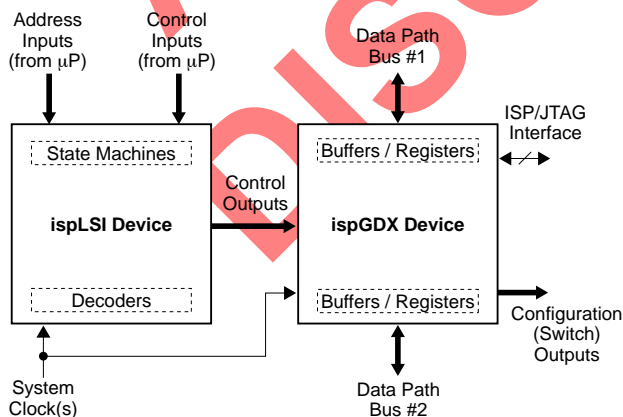 Address
Inputs
(from μP)
Control
Inputs
(from μP)
Data Path
Bus #1
ISP/JTAG
Interface
State Machines
Buffers / Registers
Control
Outputs
ispLSI Device
ispGDX Device
Decoders
Buffers / Registers
Configuration
(Switch)
Outputs
System
Clock(s)
Data Path
Bus #2